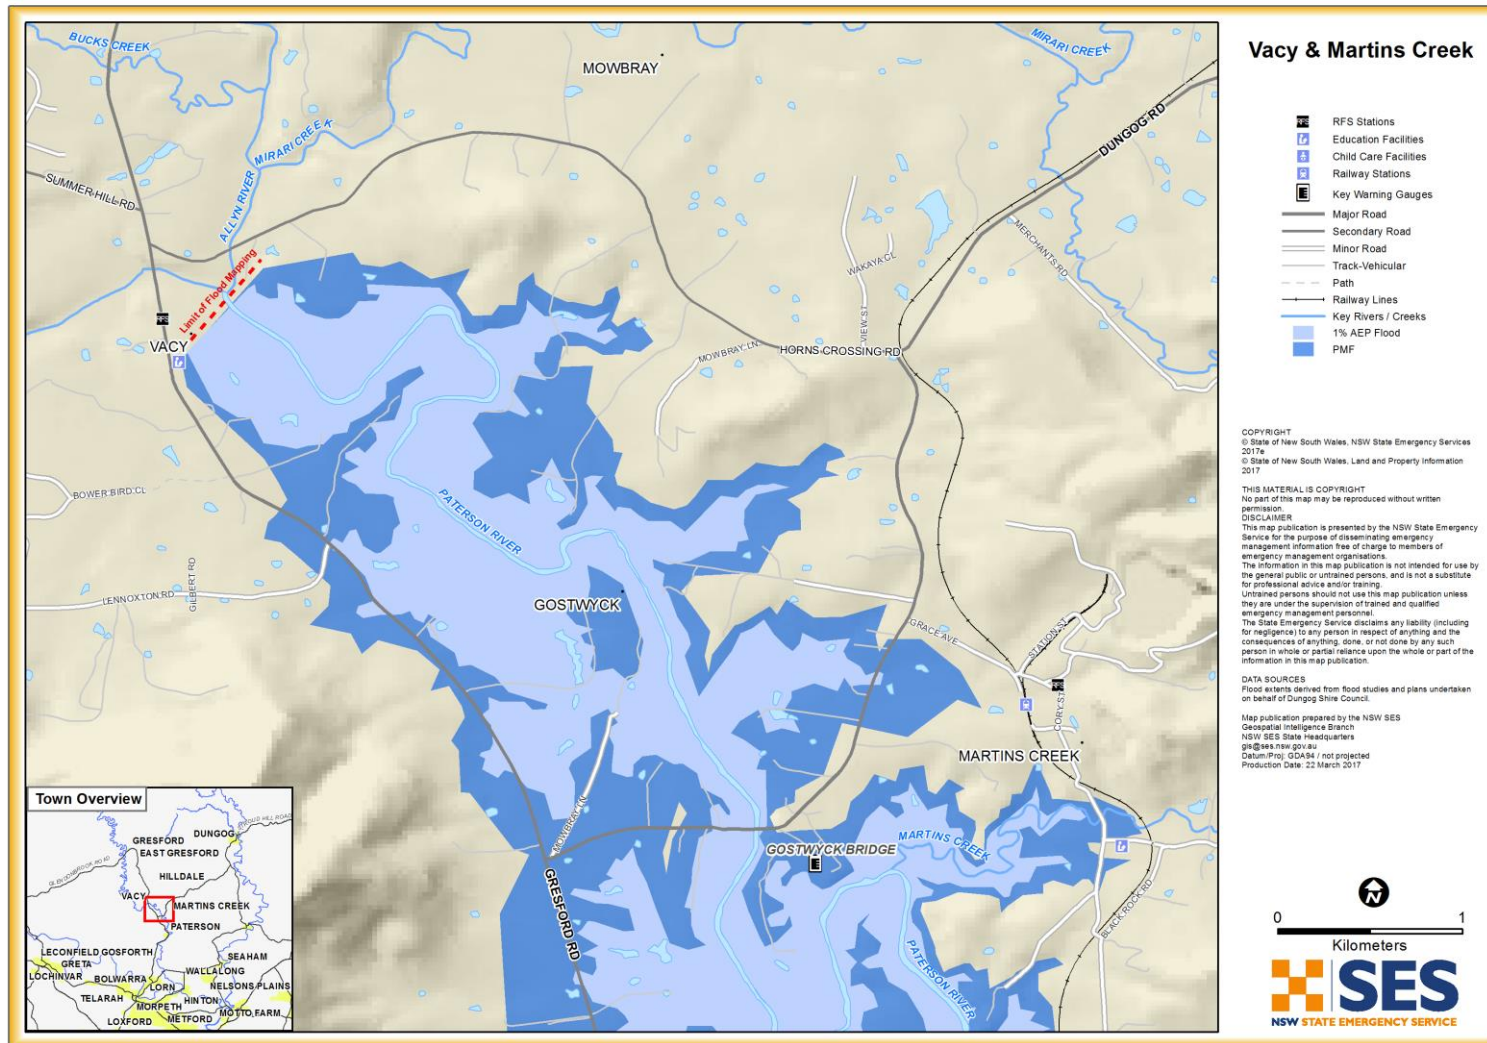 Vacy & Martins Creek
RFS Stations
Education Facilities
Child Care Facilities
Railway Stations
Key Warning Gauges
Major Road
Secondary Road
Minor Road
Track-Vehicular
Path
Railway Lines
Key Rivers / Creeks
1% AEP Flood
PMF
COPYRIGHT
© State of New South Wales, NSW State Emergency Services
2017e
© State of New South Wales, Land and Property Information
2017
THIS MATERIAL IS COPYRIGHT
No part of this map may be reproduced without written
permission.
DISCLAIMER
This map publication is presented by the NSW State Emergency
Service for the purpose of disseminating emergency
management information free of charge to members of
emergency management organisations.
The information in this map publication is not intended for use by
the general public or untrained persons, and is not a substitute
for professional advice and/or training.
Untrained persons should not use this map publication unless
they are under the supervision of trained and qualified
emergency management personnel.
The State Emergency Service disclaims any liability (including
for negligence) to any person in respect of anything and the
consequences of anything, done, or not done by any such
person in whole or partial reliance upon the whole or part of the
information in this map publication.
DATA SOURCES
Flood extents derived from flood studies and plans undertaken
on behalf of Dungog Shire Council.
Map publication prepared by the NSW SES
Geospatial Intelligence Branch
NSW SES State Headquarters
gis@ses.nsw.gov.au
Datum/Proj: GDA94 / not projected
Production Date: 22 March 2017
N
0 1
Kilometers
SES
NSW STATE EMERGENCY SERVICE
BUCKS CREEK
MOWBRAY
MIRARI CREEK
DUNGOG RD
MIRARI CREEK
SUMMER HILL RD
ALLYN RIVER
MERCHANTS RD
Limit of Flood Mapping
WAKAYA CL
VIEW ST
RFS
VACY
MOWBRAY LN
HORNS CROSSING RD
BOWER BIRD CL
PATERSON RIVER
GILBERT RD
LENNOXTON RD
GOSTWYCK
GRACE AVE
STATION ST
RFS
CORY ST
MARTINS CREEK
MOWBRAY LN
MARTINS CREEK
GOSTWYCK BRIDGE
GRESFORD RD
BLACK ROCK RD
PATERSON RIVER
Town Overview
DUNGOG
GRESFORD
EAST GRESFORD
GLENDONBROOK ROAD
HILLDALE
VACY
MARTINS CREEK
PATERSON
LECONFIELD
GOSFORTH
GRETA
SEAHAM
LOCHINVAR
BOLWARRA
WALLALONG
LORN
NELSONS PLAINS
TELARAH
MORPETH
HINTON
LOXFORD
METFORD
MOTTO FARM